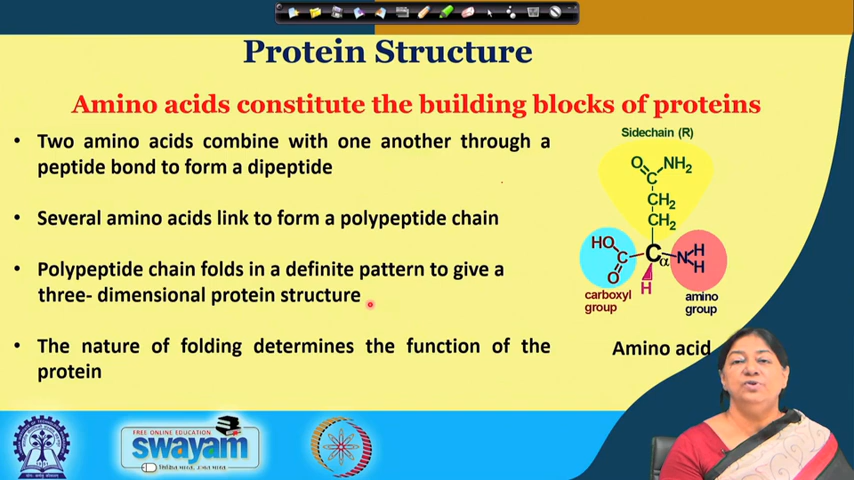 Protein Structure
Amino acids constitute the building blocks of proteins
• Two amino acids combine with one another through a
peptide bond to form a dipeptide
• Several amino acids link to form a polypeptide chain
• Polypeptide chain folds in a definite pattern to give a
three- dimensional protein structure
• The nature of folding determines the function of the
protein
Sidechain (R)
O NH2
C
CH2
CH2
HO C Cα N H
O H H
carboxyl
group
amino
group
Amino acid
FREE ONLINE EDUCATION
swayam